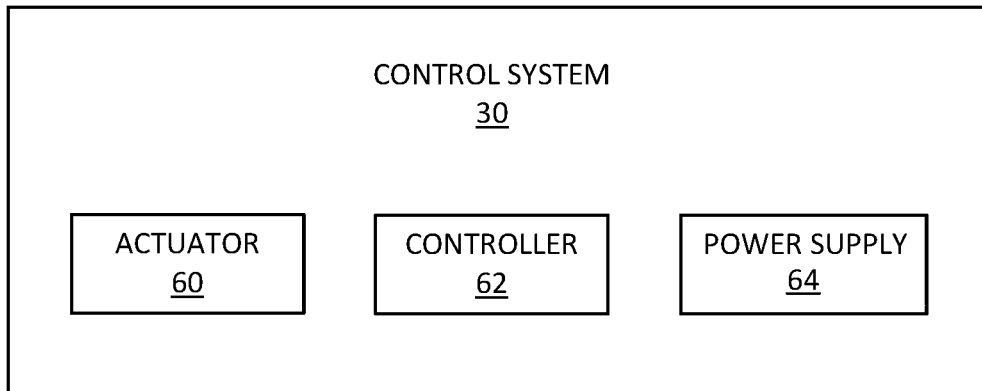 CONTROL SYSTEM
30
ACTUATOR
60
CONTROLLER
62
POWER SUPPLY
64